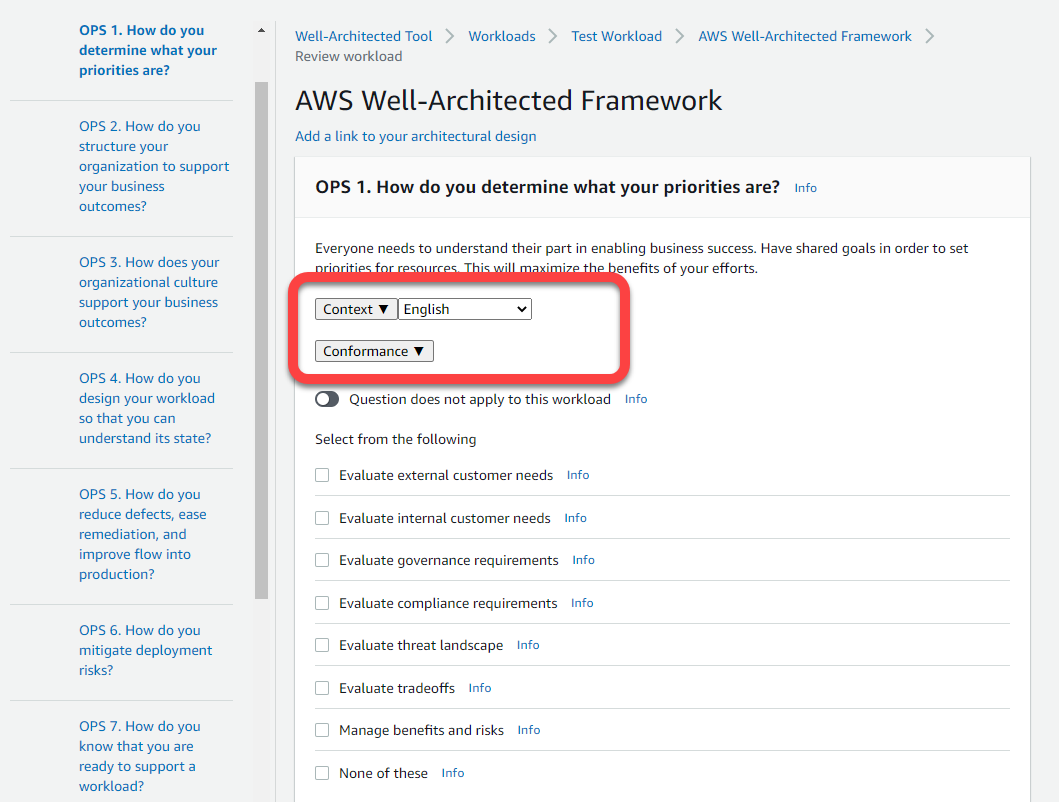 OPS 1. How do you
determine what your
priorities are?
OPS 2. How do you
structure your
organization to support
your business
outcomes?
OPS 3. How does your
organizational culture
support your business
outcomes?
OPS 4. How do you
design your workload
so that you can
understand its state?
OPS 5. How do you
reduce defects, ease
remediation, and
improve flow into
production?
OPS 6. How do you
mitigate deployment
risks?
OPS 7. How do you
know that you are
ready to support a
workload?
Well-Architected Tool > Workloads > Test Workload > AWS Well-Architected Framework >
Review workload
AWS Well-Architected Framework
Add a link to your architectural design
OPS 1. How do you determine what your priorities are? Info
Everyone needs to understand their part in enabling business success. Have shared goals in order to set
priorities for resources. This will maximize the benefits of your efforts.
Context ▼ English
Conformance ▼
Question does not apply to this workload Info
Select from the following
Evaluate external customer needs Info
Evaluate internal customer needs Info
Evaluate governance requirements Info
Evaluate compliance requirements Info
Evaluate threat landscape Info
Evaluate tradeoffs Info
Manage benefits and risks Info
None of these Info